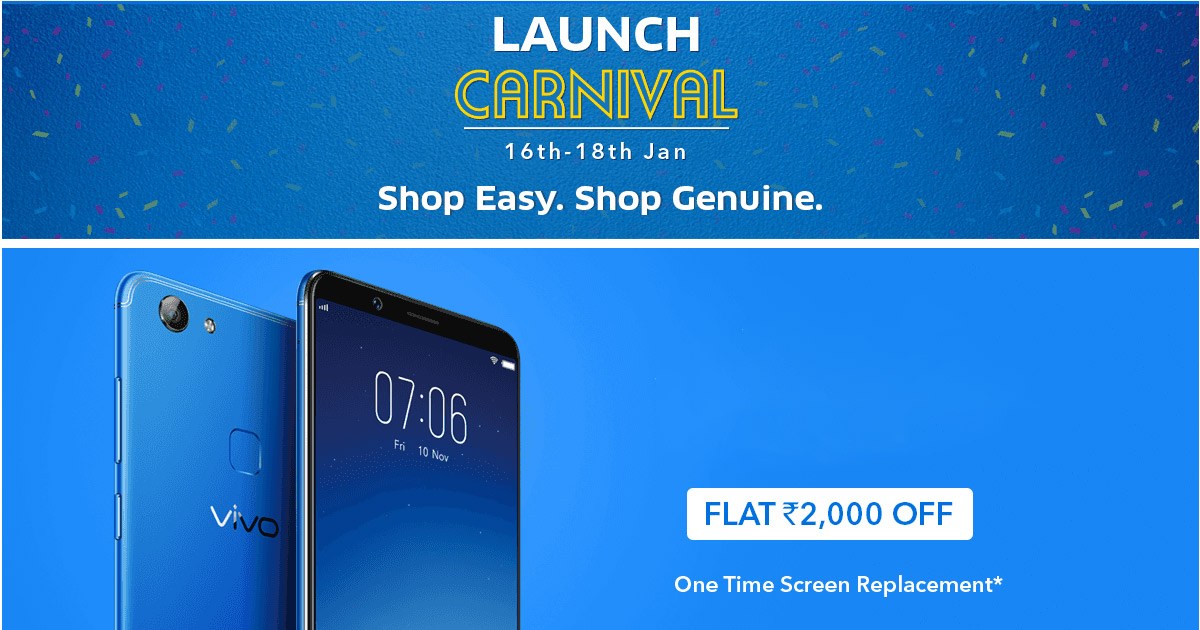 LAUNCH
CARNIVAL
16th-18th Jan
Shop Easy. Shop Genuine.
07:06
Fri 10 Nov
vivo
FLAT ₹2,000 OFF
One Time Screen Replacement*